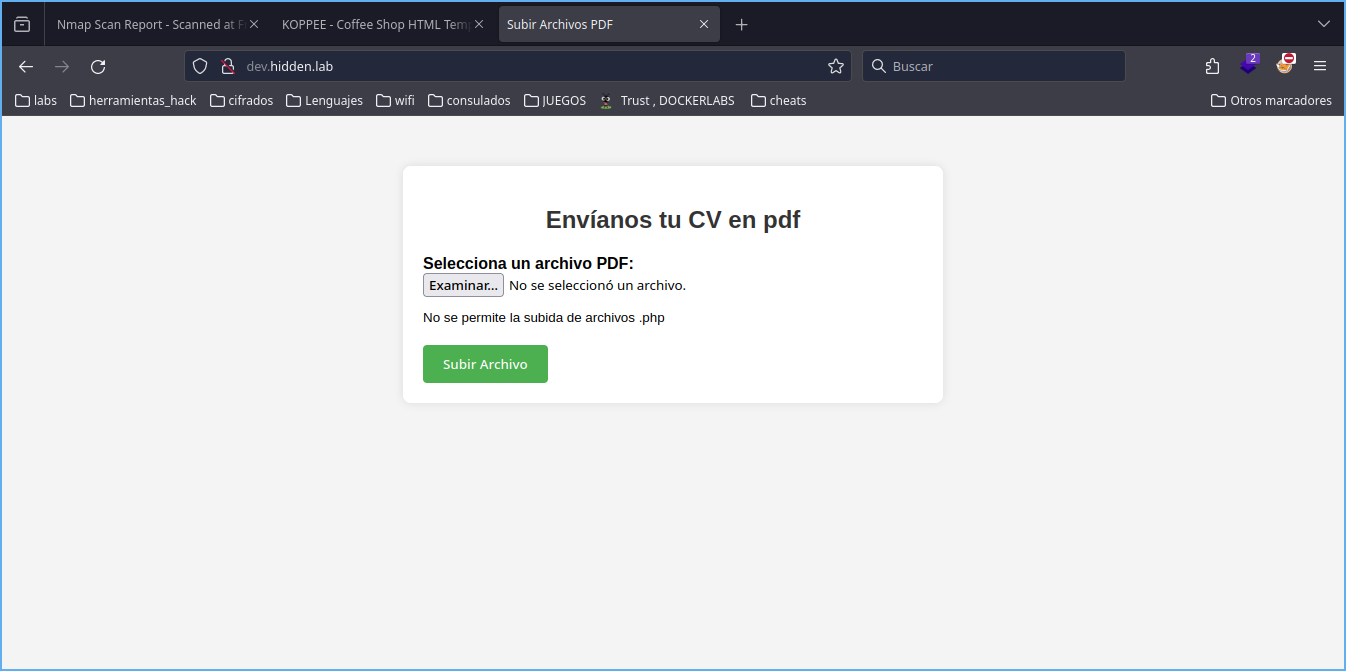 Nmap Scan Report - Scanned at F
KOPPEE - Coffee Shop HTML Tem
Subir Archivos PDF
dev.hidden.lab
Buscar
2
labs
herramientas_hack
cifrados
Lenguajes
wifi
consulados
JUEGOS
Trust , DOCKERLABS
cheats
Otros marcadores
Envíanos tu CV en pdf
Selecciona un archivo PDF:
Examinar... No se seleccionó un archivo.
No se permite la subida de archivos .php
Subir Archivo